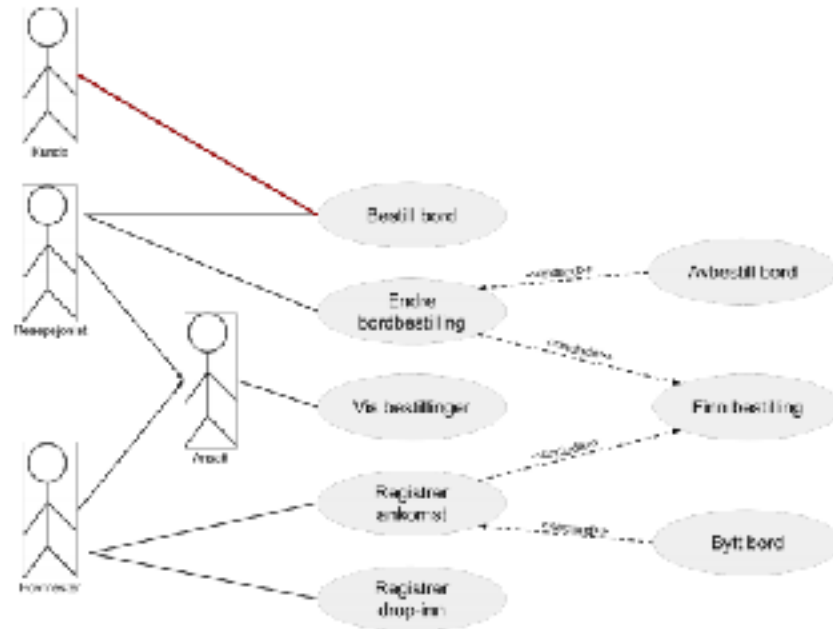 Kunde
Bestill bord
Resepsjonist
Endre
bordbestilling
Avbestill bord
Vis bestillinger
Finn bestilling
Ansatt
Registrer
ankomst
Bytt bord
Registrer
drop-inn